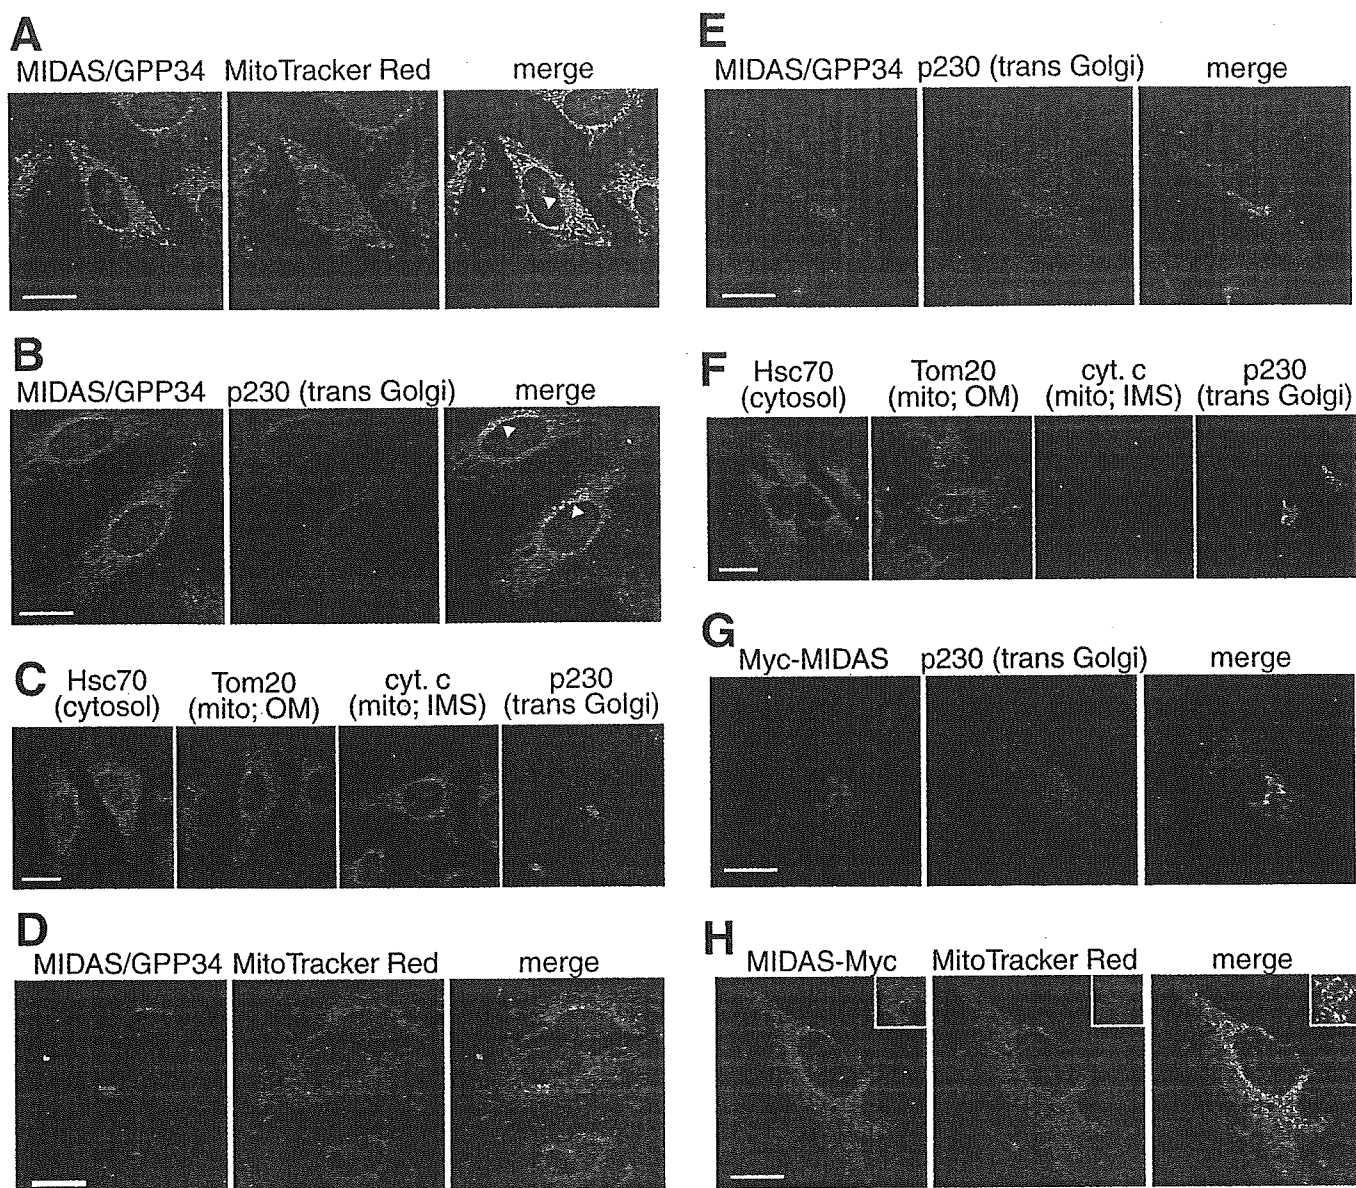 A
MIDAS/GPP34 MitoTracker Red merge
B
MIDAS/GPP34 p230 (trans Golgi) merge
C
Hsc70 Tom20 cyt. c p230
(cytosol) (mito; OM) (mito; IMS) (trans Golgi)
D
MIDAS/GPP34 MitoTracker Red merge
E
MIDAS/GPP34 p230 (trans Golgi) merge
F
Hsc70 Tom20 cyt. c p230
(cytosol) (mito; OM) (mito; IMS) (trans Golgi)
G
Myc-MIDAS p230 (trans Golgi) merge
H
MIDAS-Myc MitoTracker Red merge